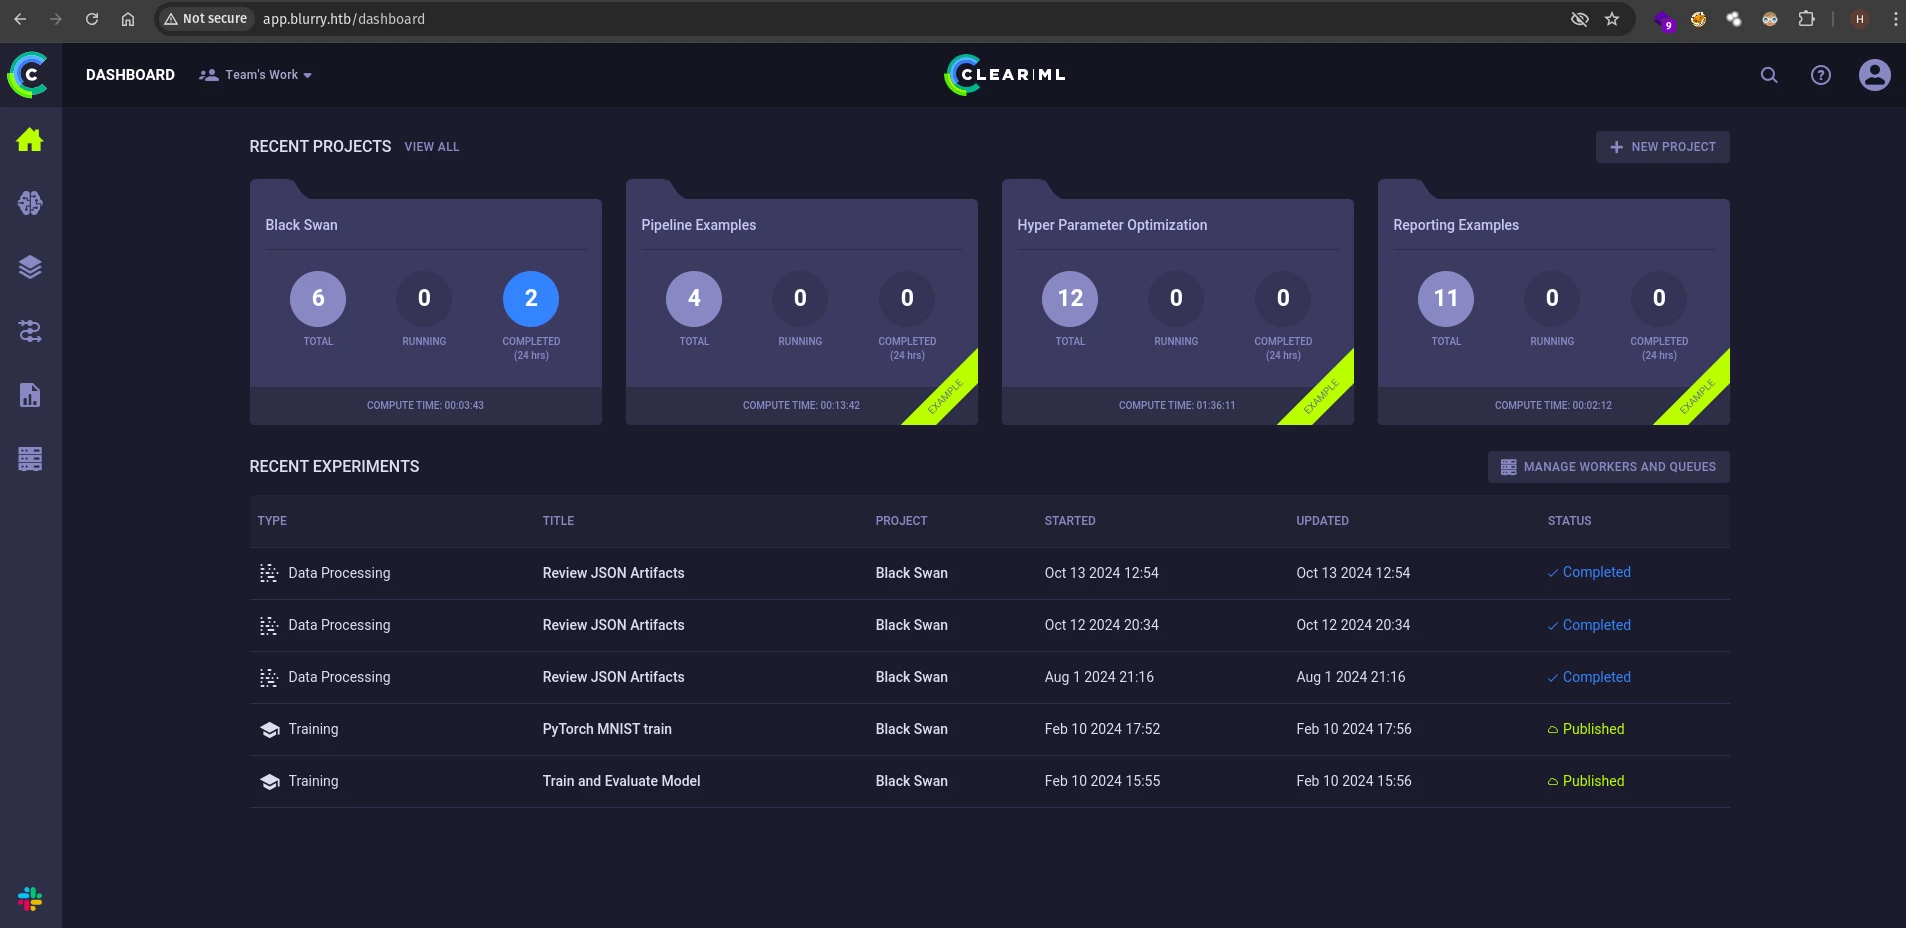 Not secure app.blurry.htb/dashboard 9 H
C DASHBOARD Team's Work CLEAR|ML ?
RECENT PROJECTS VIEW ALL NEW PROJECT
Black Swan
6 0 2
TOTAL RUNNING COMPLETED
(24 hrs)
COMPUTE TIME: 00:03:43
Pipeline Examples
4 0 0
TOTAL RUNNING COMPLETED
(24 hrs)
COMPUTE TIME: 00:13:42
EXAMPLE
Hyper Parameter Optimization
12 0 0
TOTAL RUNNING COMPLETED
(24 hrs)
COMPUTE TIME: 01:36:11
EXAMPLE
Reporting Examples
11 0 0
TOTAL RUNNING COMPLETED
(24 hrs)
COMPUTE TIME: 00:02:12
EXAMPLE
RECENT EXPERIMENTS MANAGE WORKERS AND QUEUES
TYPE TITLE PROJECT STARTED UPDATED STATUS
Data Processing Review JSON Artifacts Black Swan Oct 13 2024 12:54 Oct 13 2024 12:54 Completed
Data Processing Review JSON Artifacts Black Swan Oct 12 2024 20:34 Oct 12 2024 20:34 Completed
Data Processing Review JSON Artifacts Black Swan Aug 1 2024 21:16 Aug 1 2024 21:16 Completed
Training PyTorch MNIST train Black Swan Feb 10 2024 17:52 Feb 10 2024 17:56 Published
Training Train and Evaluate Model Black Swan Feb 10 2024 15:55 Feb 10 2024 15:56 Published